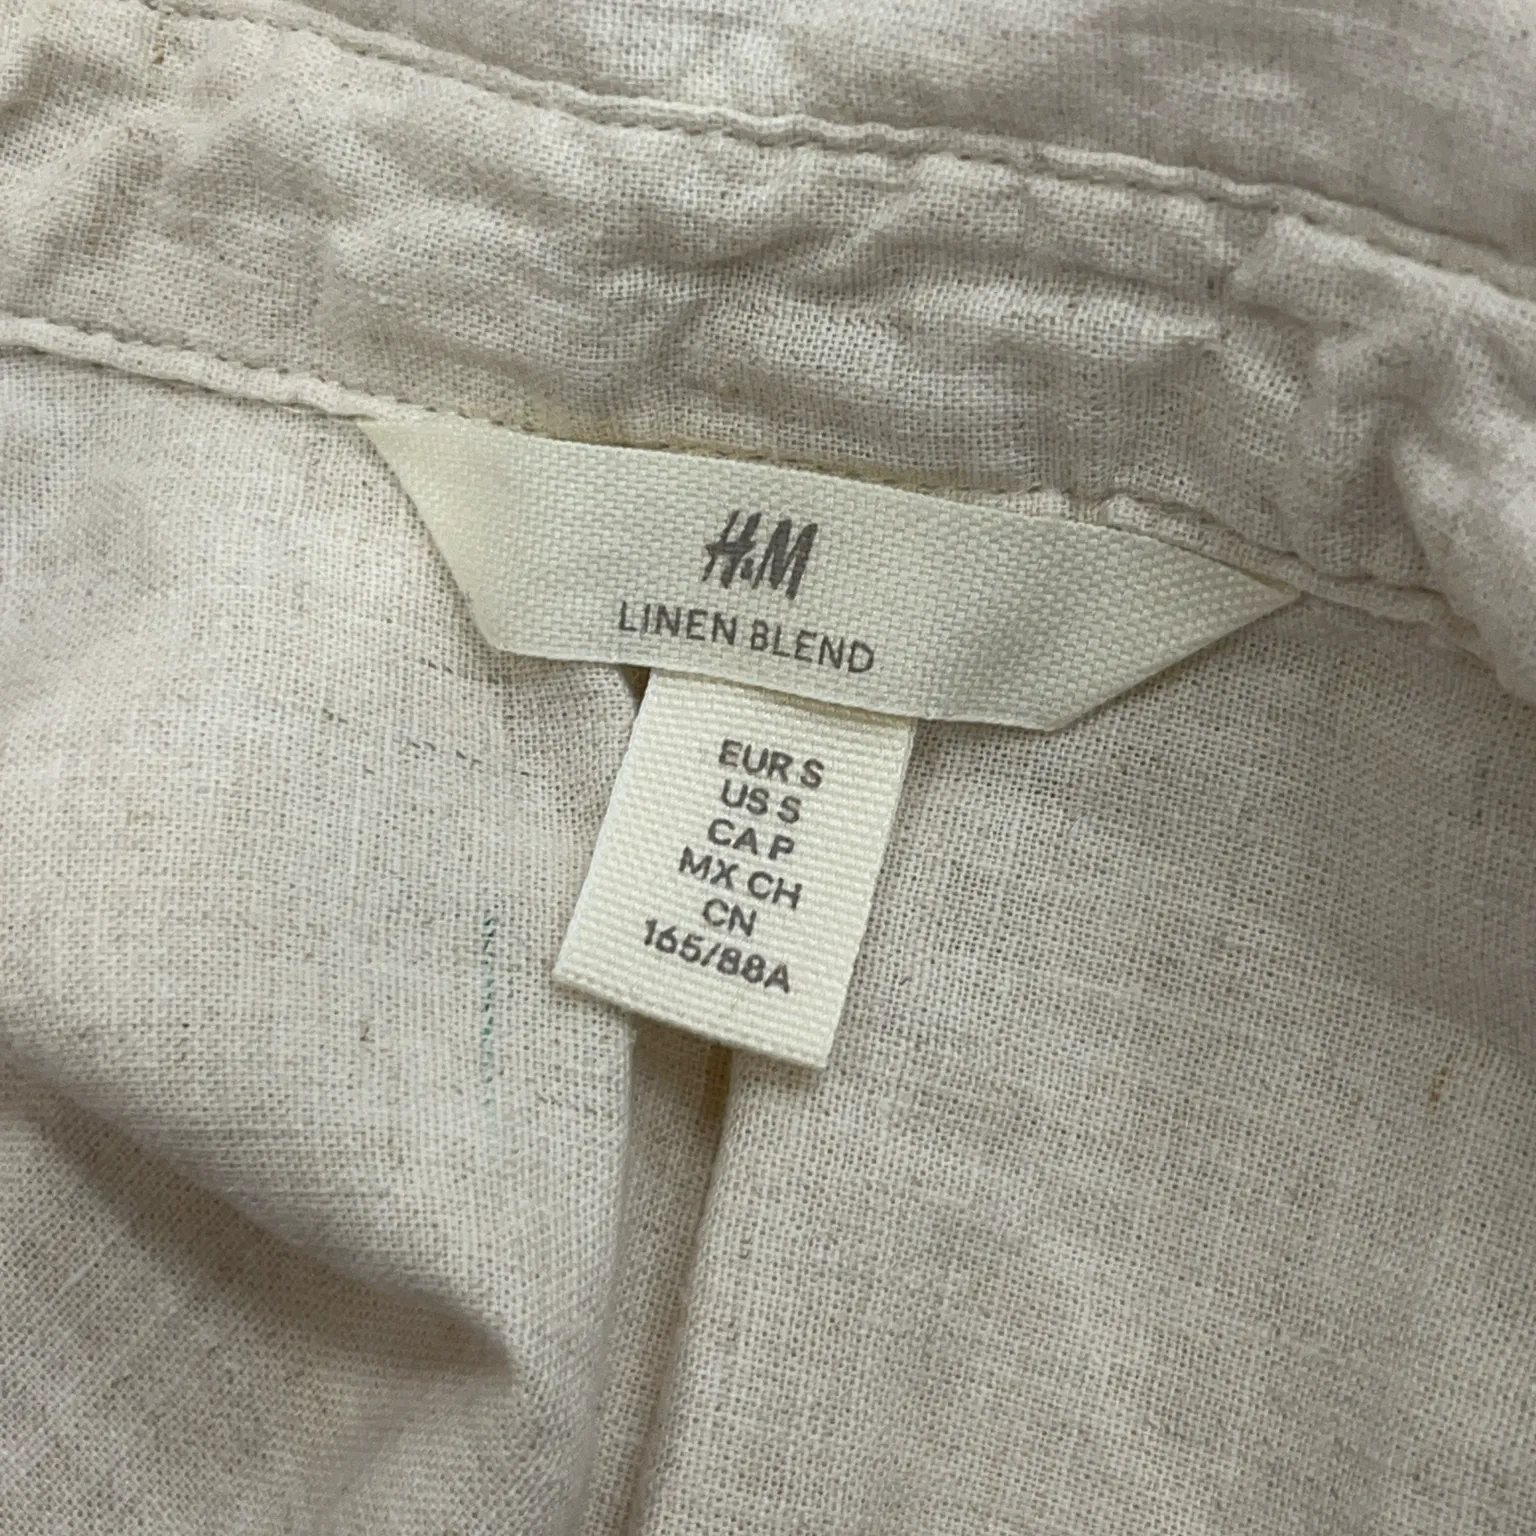 H&M
LINEN BLEND
EUR S
US S
CA P
MX CH
CN
165/88A